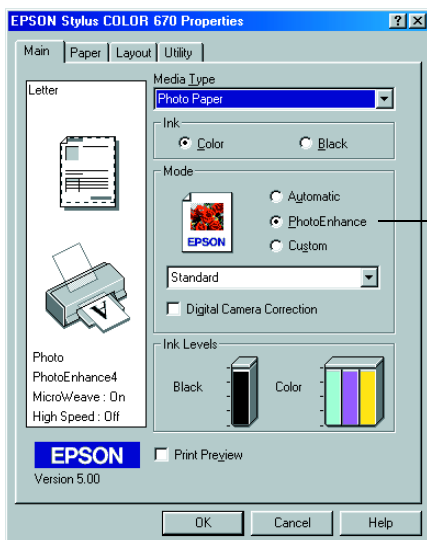 EPSON Stylus COLOR 670 Properties
Main Paper Layout Utility
Letter
Media Type
Photo Paper
Ink
Color Black
Mode
EPSON
Automatic
PhotoEnhance
Custom
Standard
Digital Camera Correction
Photo
PhotoEnhance4
MicroWeave : On
High Speed : Off
Ink Levels
Black Color
EPSON
Version 5.00
Print Preview
OK Cancel Help